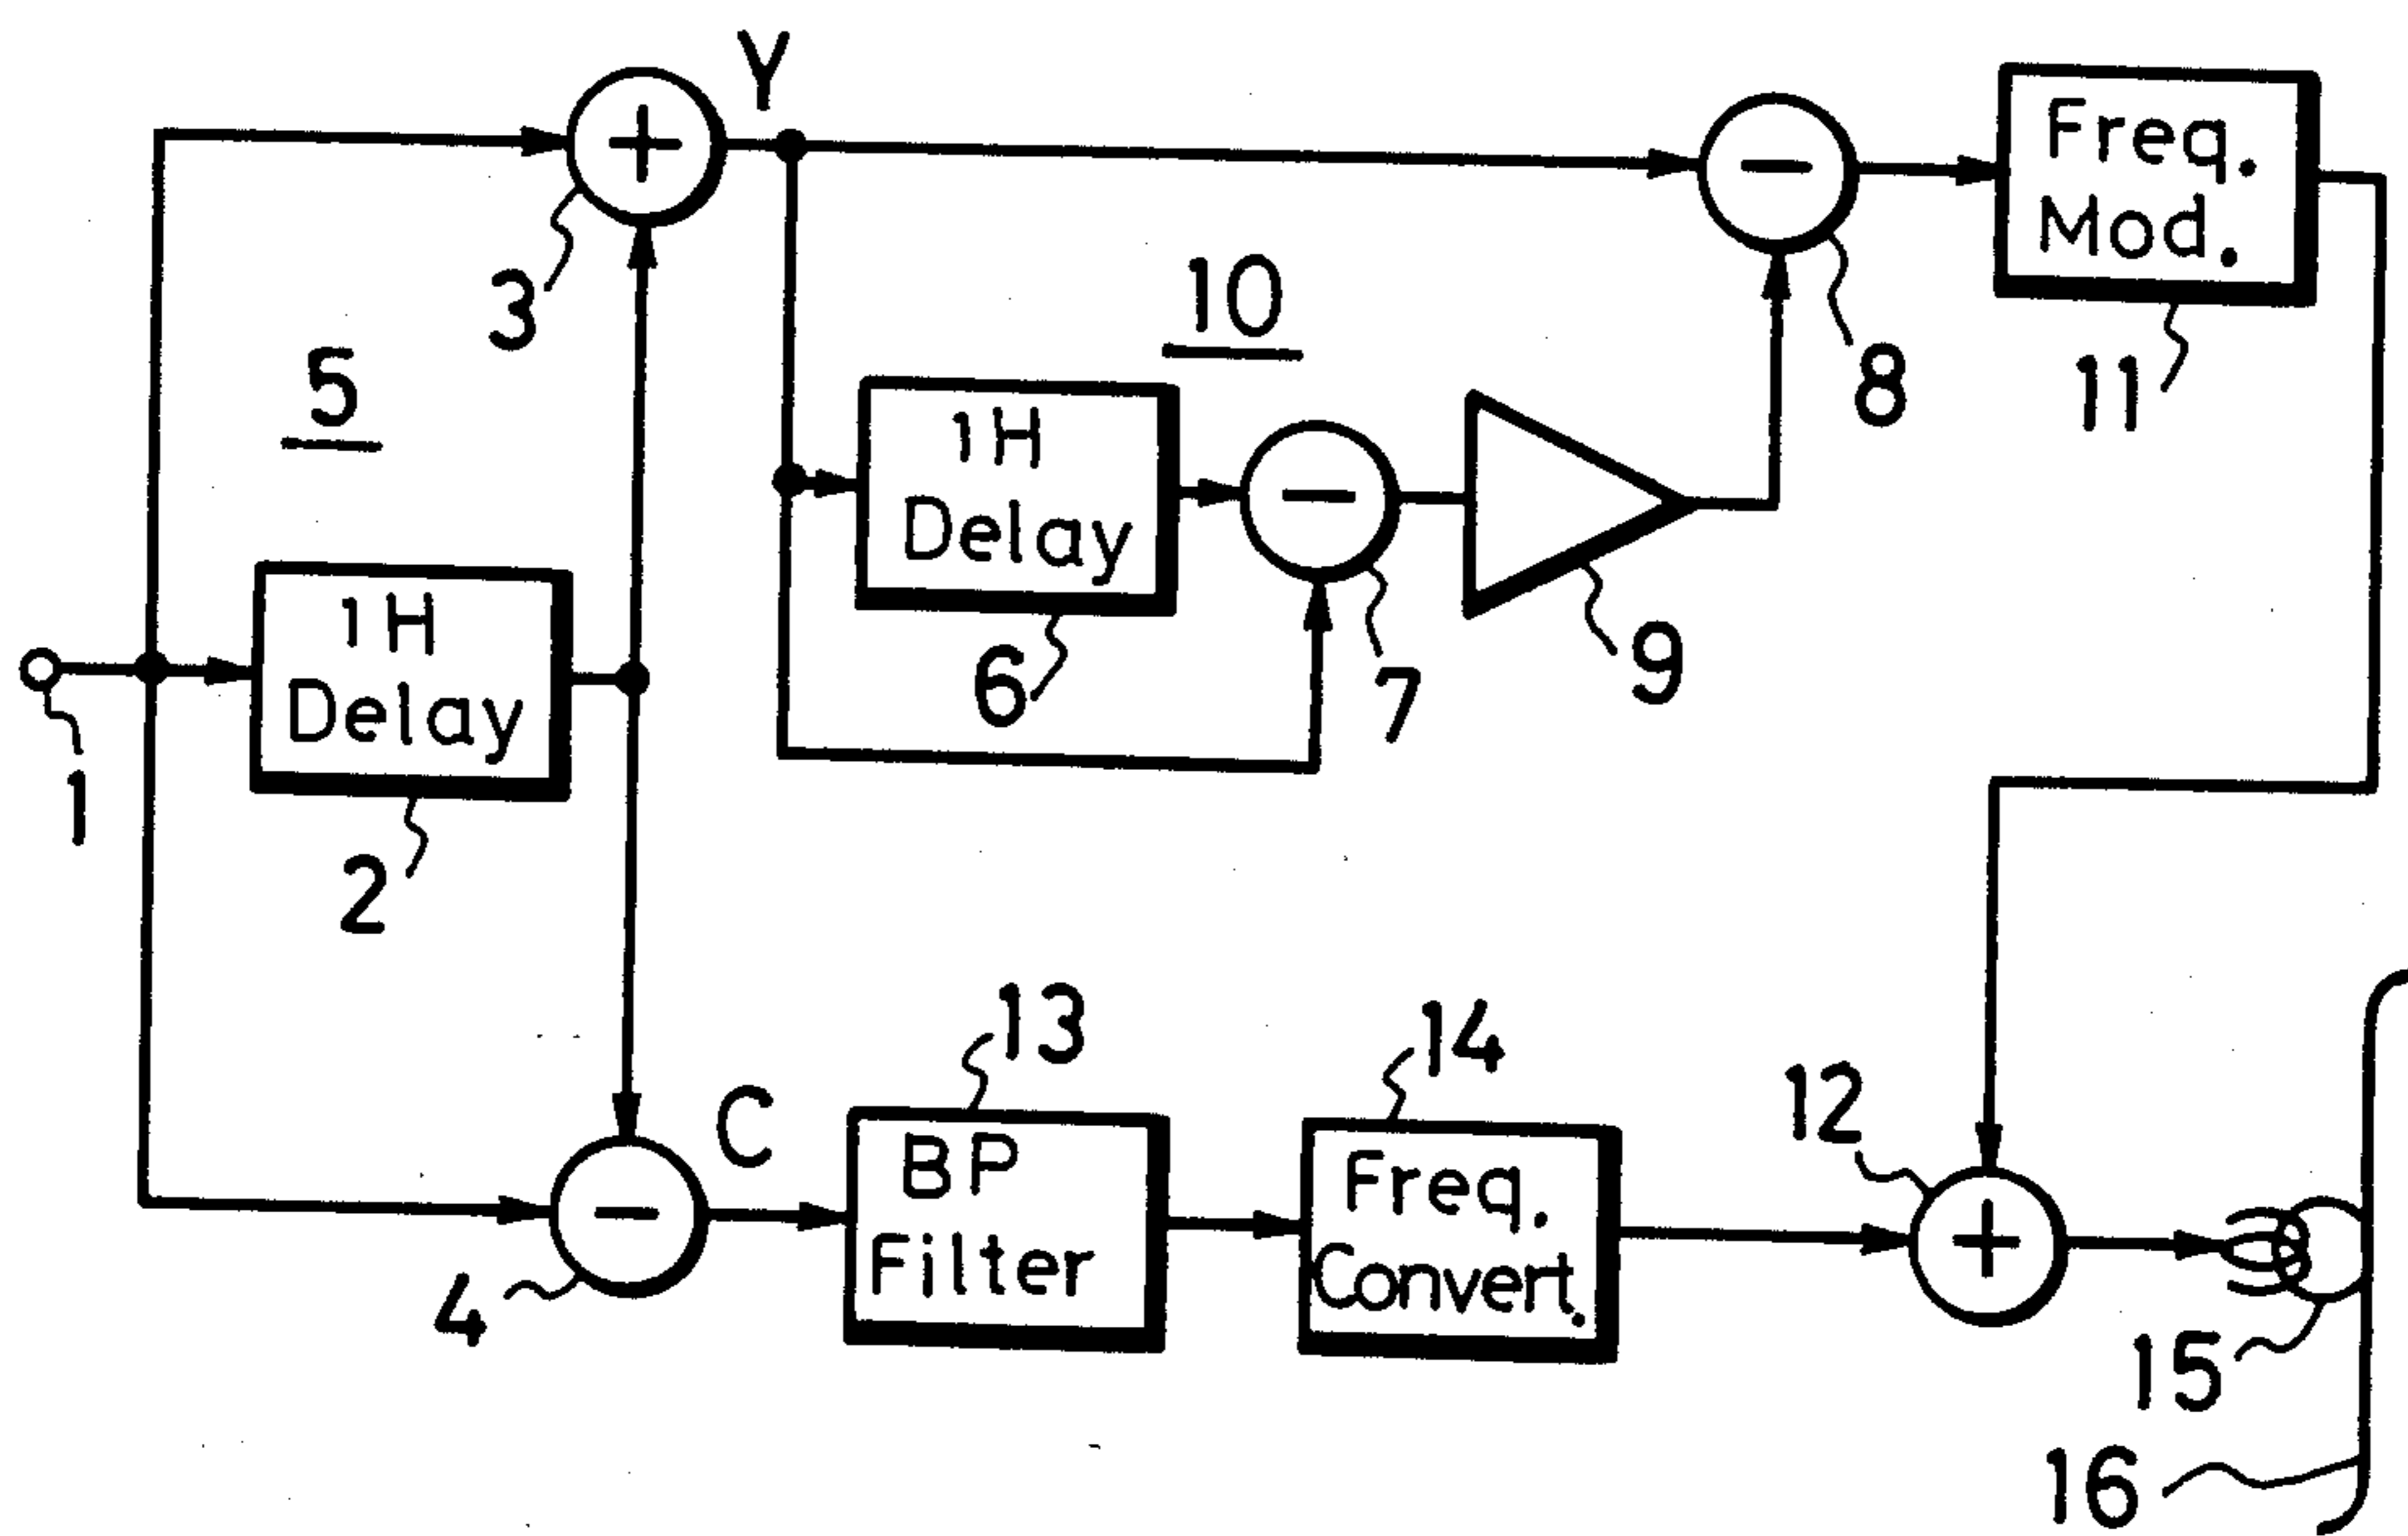 Y
+
−
Freq.
Mod.
3
10
8
11
5
1H
Delay
−
1H
Delay
6
7
9
1
2
13
14
12
C
BP
Filter
Freq.
Convert.
−
+
4
15
16